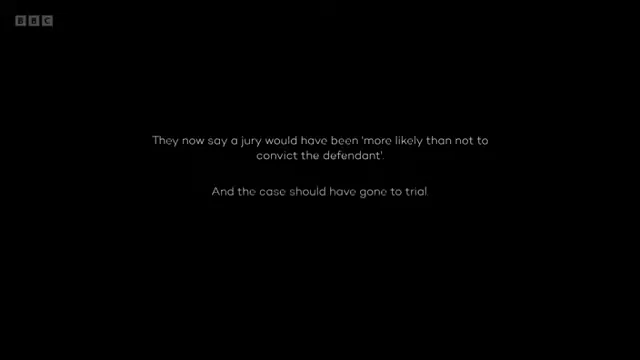 BBC
They now say a jury would have been 'more likely than not to
convict the defendant'.
And the case should have gone to trial.